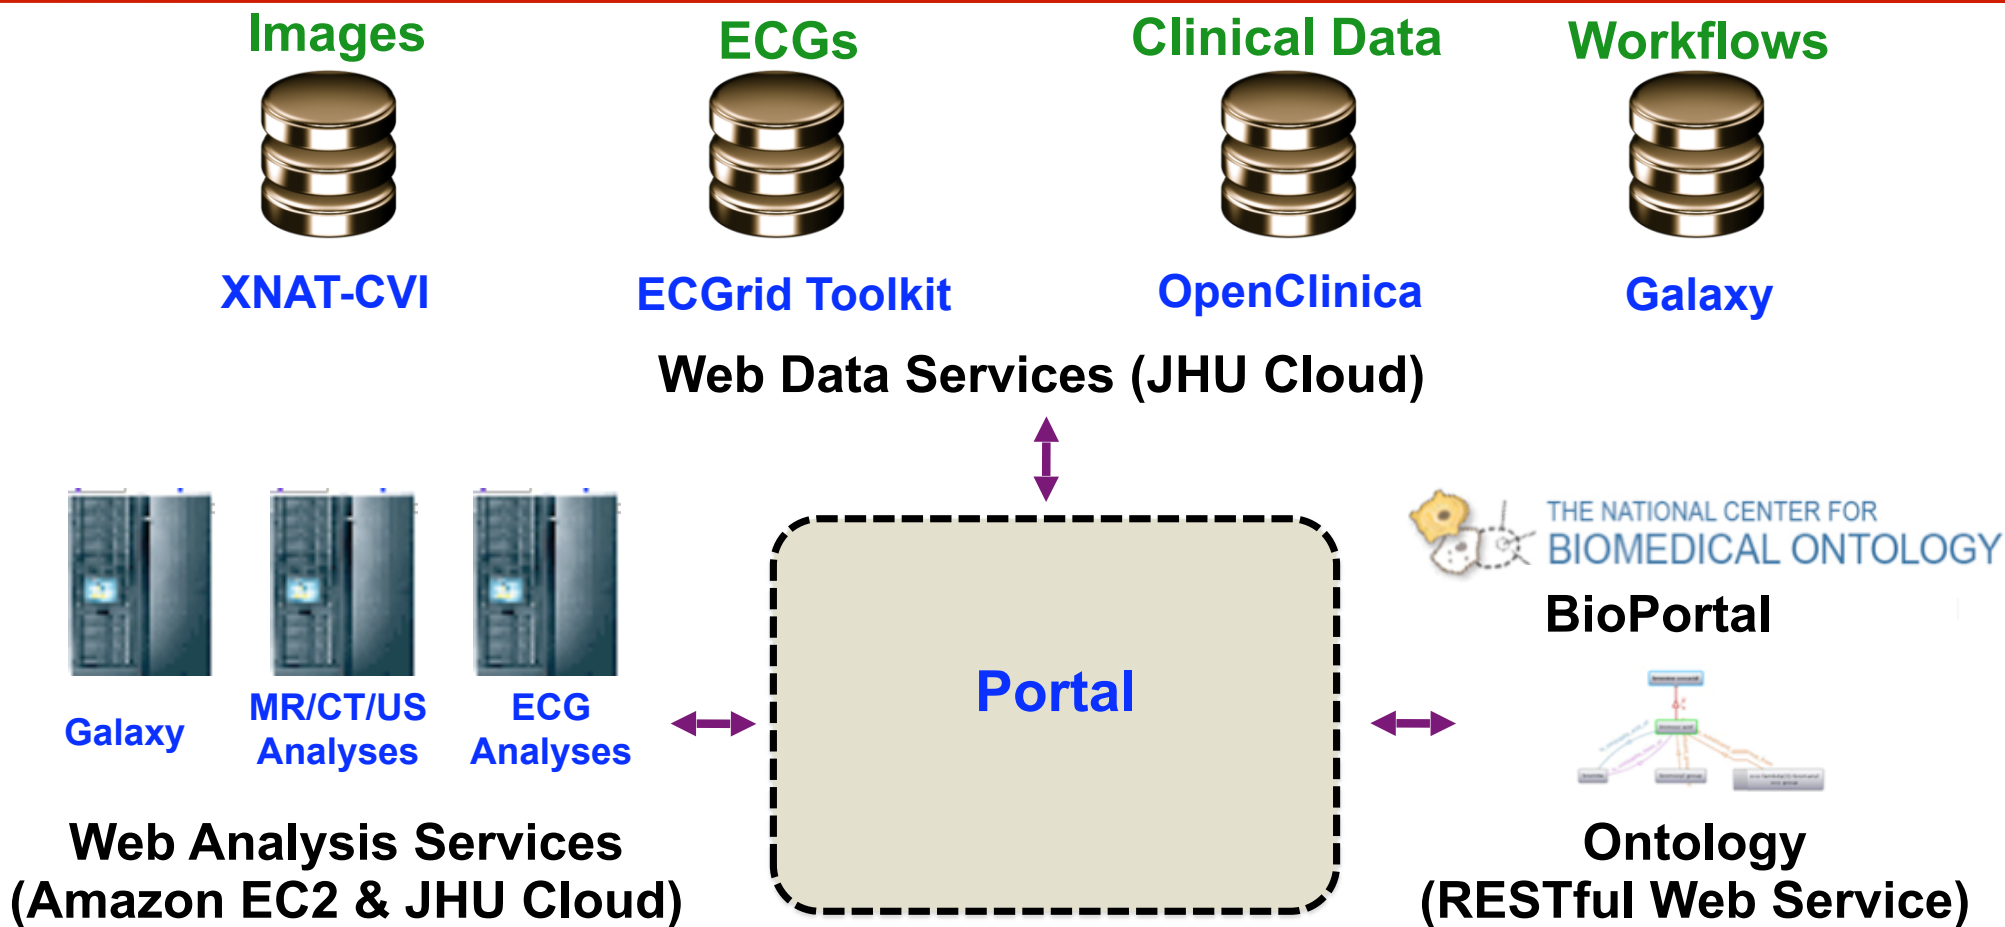 Images
ECGs
Clinical Data
Workflows
XNAT-CVI
ECGrid Toolkit
OpenClinica
Galaxy
Web Data Services (JHU Cloud)
THE NATIONAL CENTER FOR
BIOMEDICAL ONTOLOGY
BioPortal
Portal
Galaxy
MR/CT/US
Analyses
ECG
Analyses
Web Analysis Services
(Amazon EC2 & JHU Cloud)
Ontology
(RESTful Web Service)